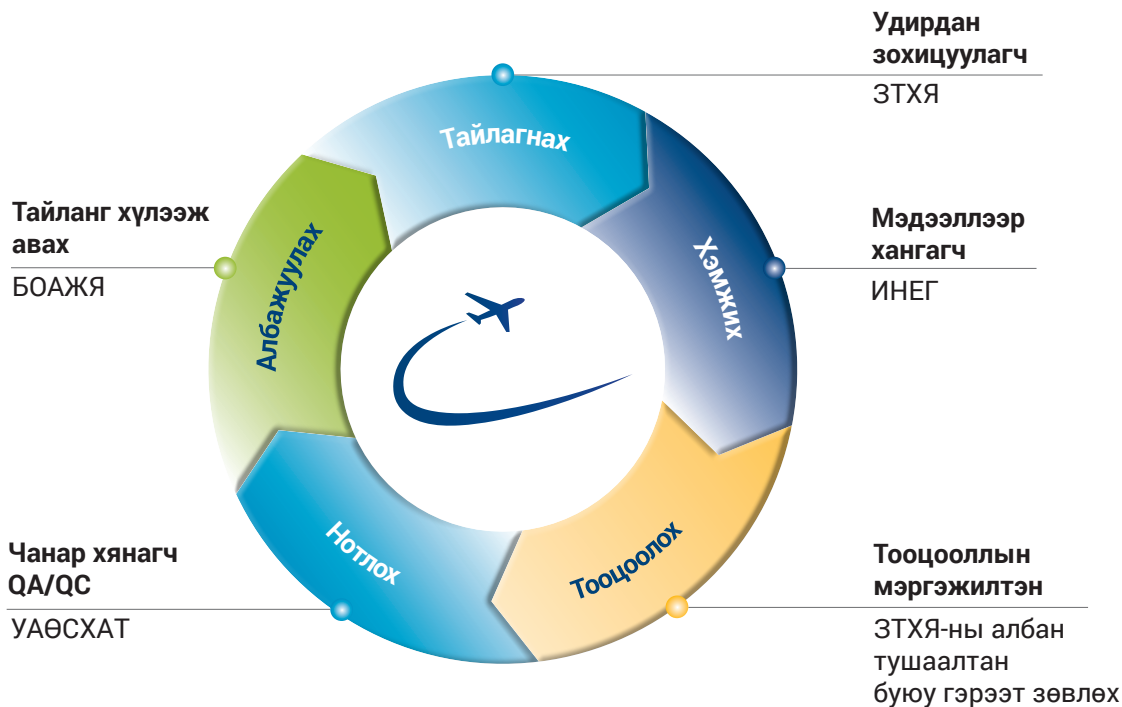 Удирдан
зохицуулагч
ЗТХЯ
Тайлагнах
Тайланг хүлээж
авах
БОАЖЯ
Албажуулах
Хэмжих
Мэдээллээр
хангагч
ИНЕГ
Нотлох
Тооцоолох
Чанар хянагч
QA/QC
УАӨСХАТ
Тооцооллын
мэргэжилтэн
ЗТХЯ-ны албан
тушаалтан
буюу гэрээт зөвлөх